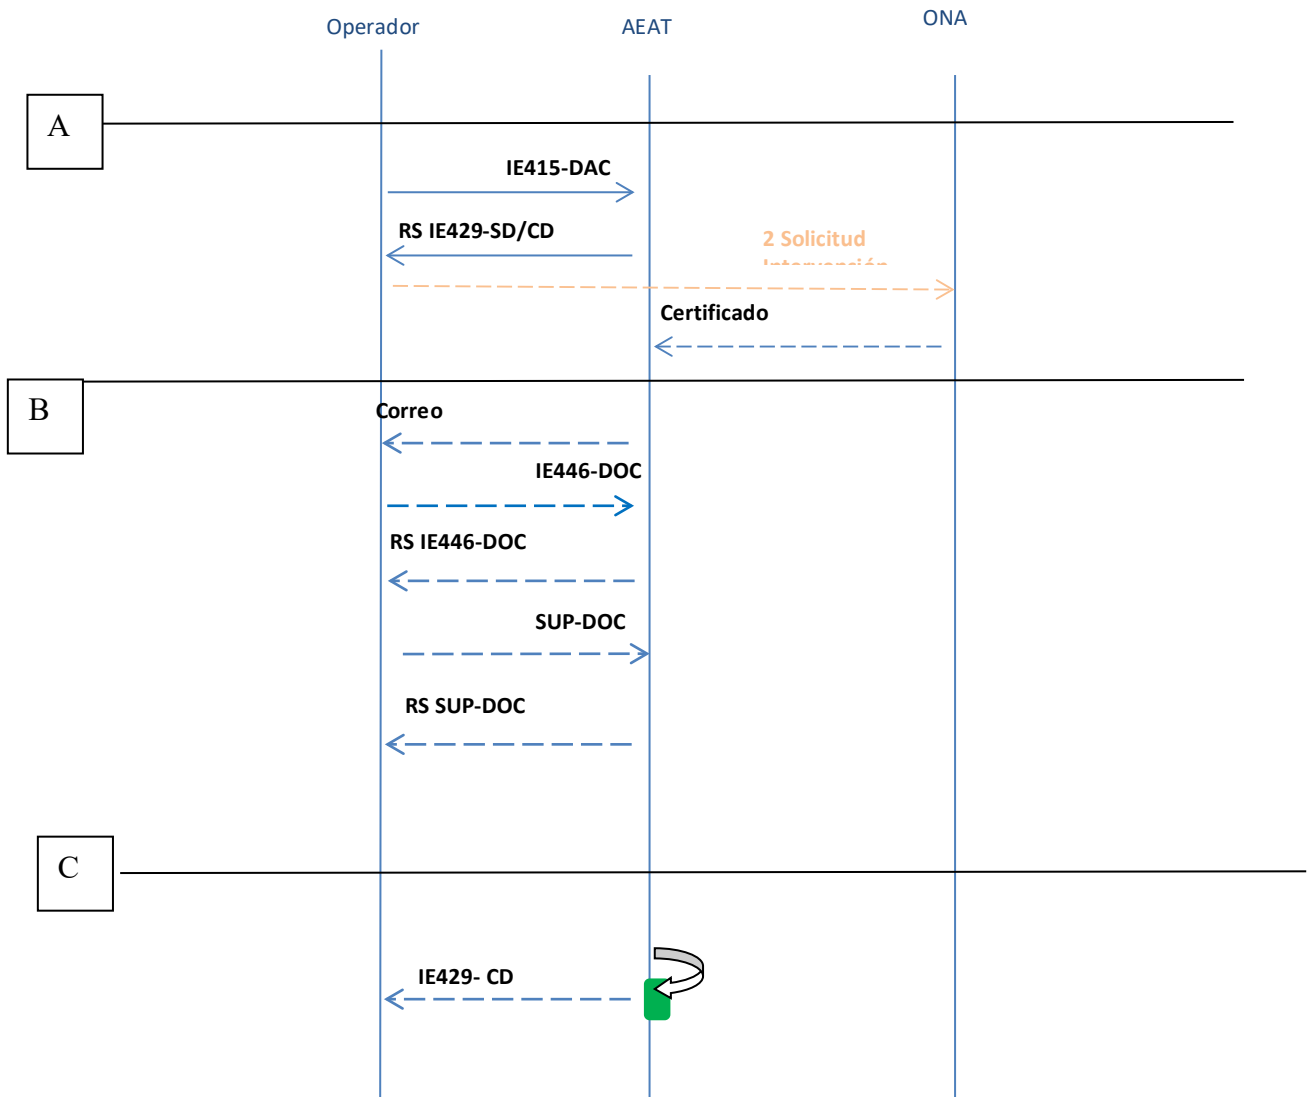 Operador
AEAT
ONA
A
IE415-DAC
RS IE429-SD/CD
2 Solicitud
Intervención
Certificado
B
Correo
IE446-DOC
RS IE446-DOC
SUP-DOC
RS SUP-DOC
C
IE429- CD